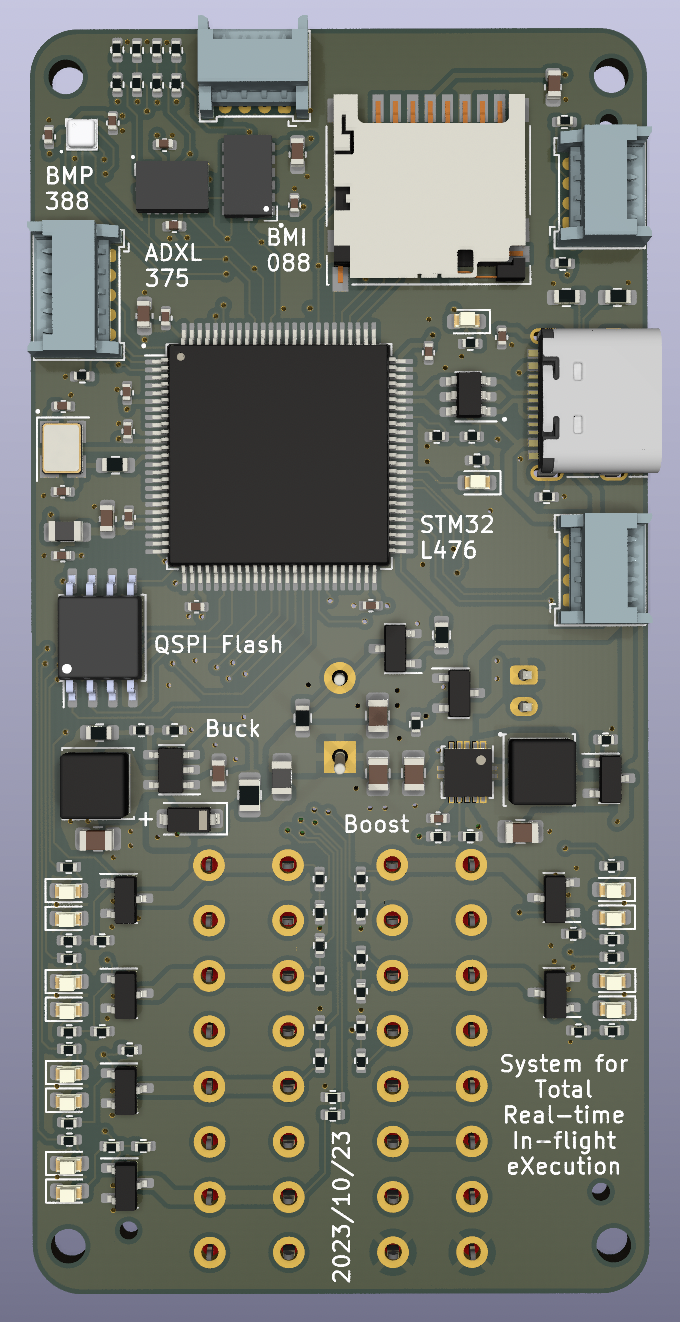 BMP
388
ADXL
375
BMI
088
STM32
L476
QSPI Flash
Buck
+
Boost
System for
Total
Real-time
In-flight
eXecution
2023/10/23